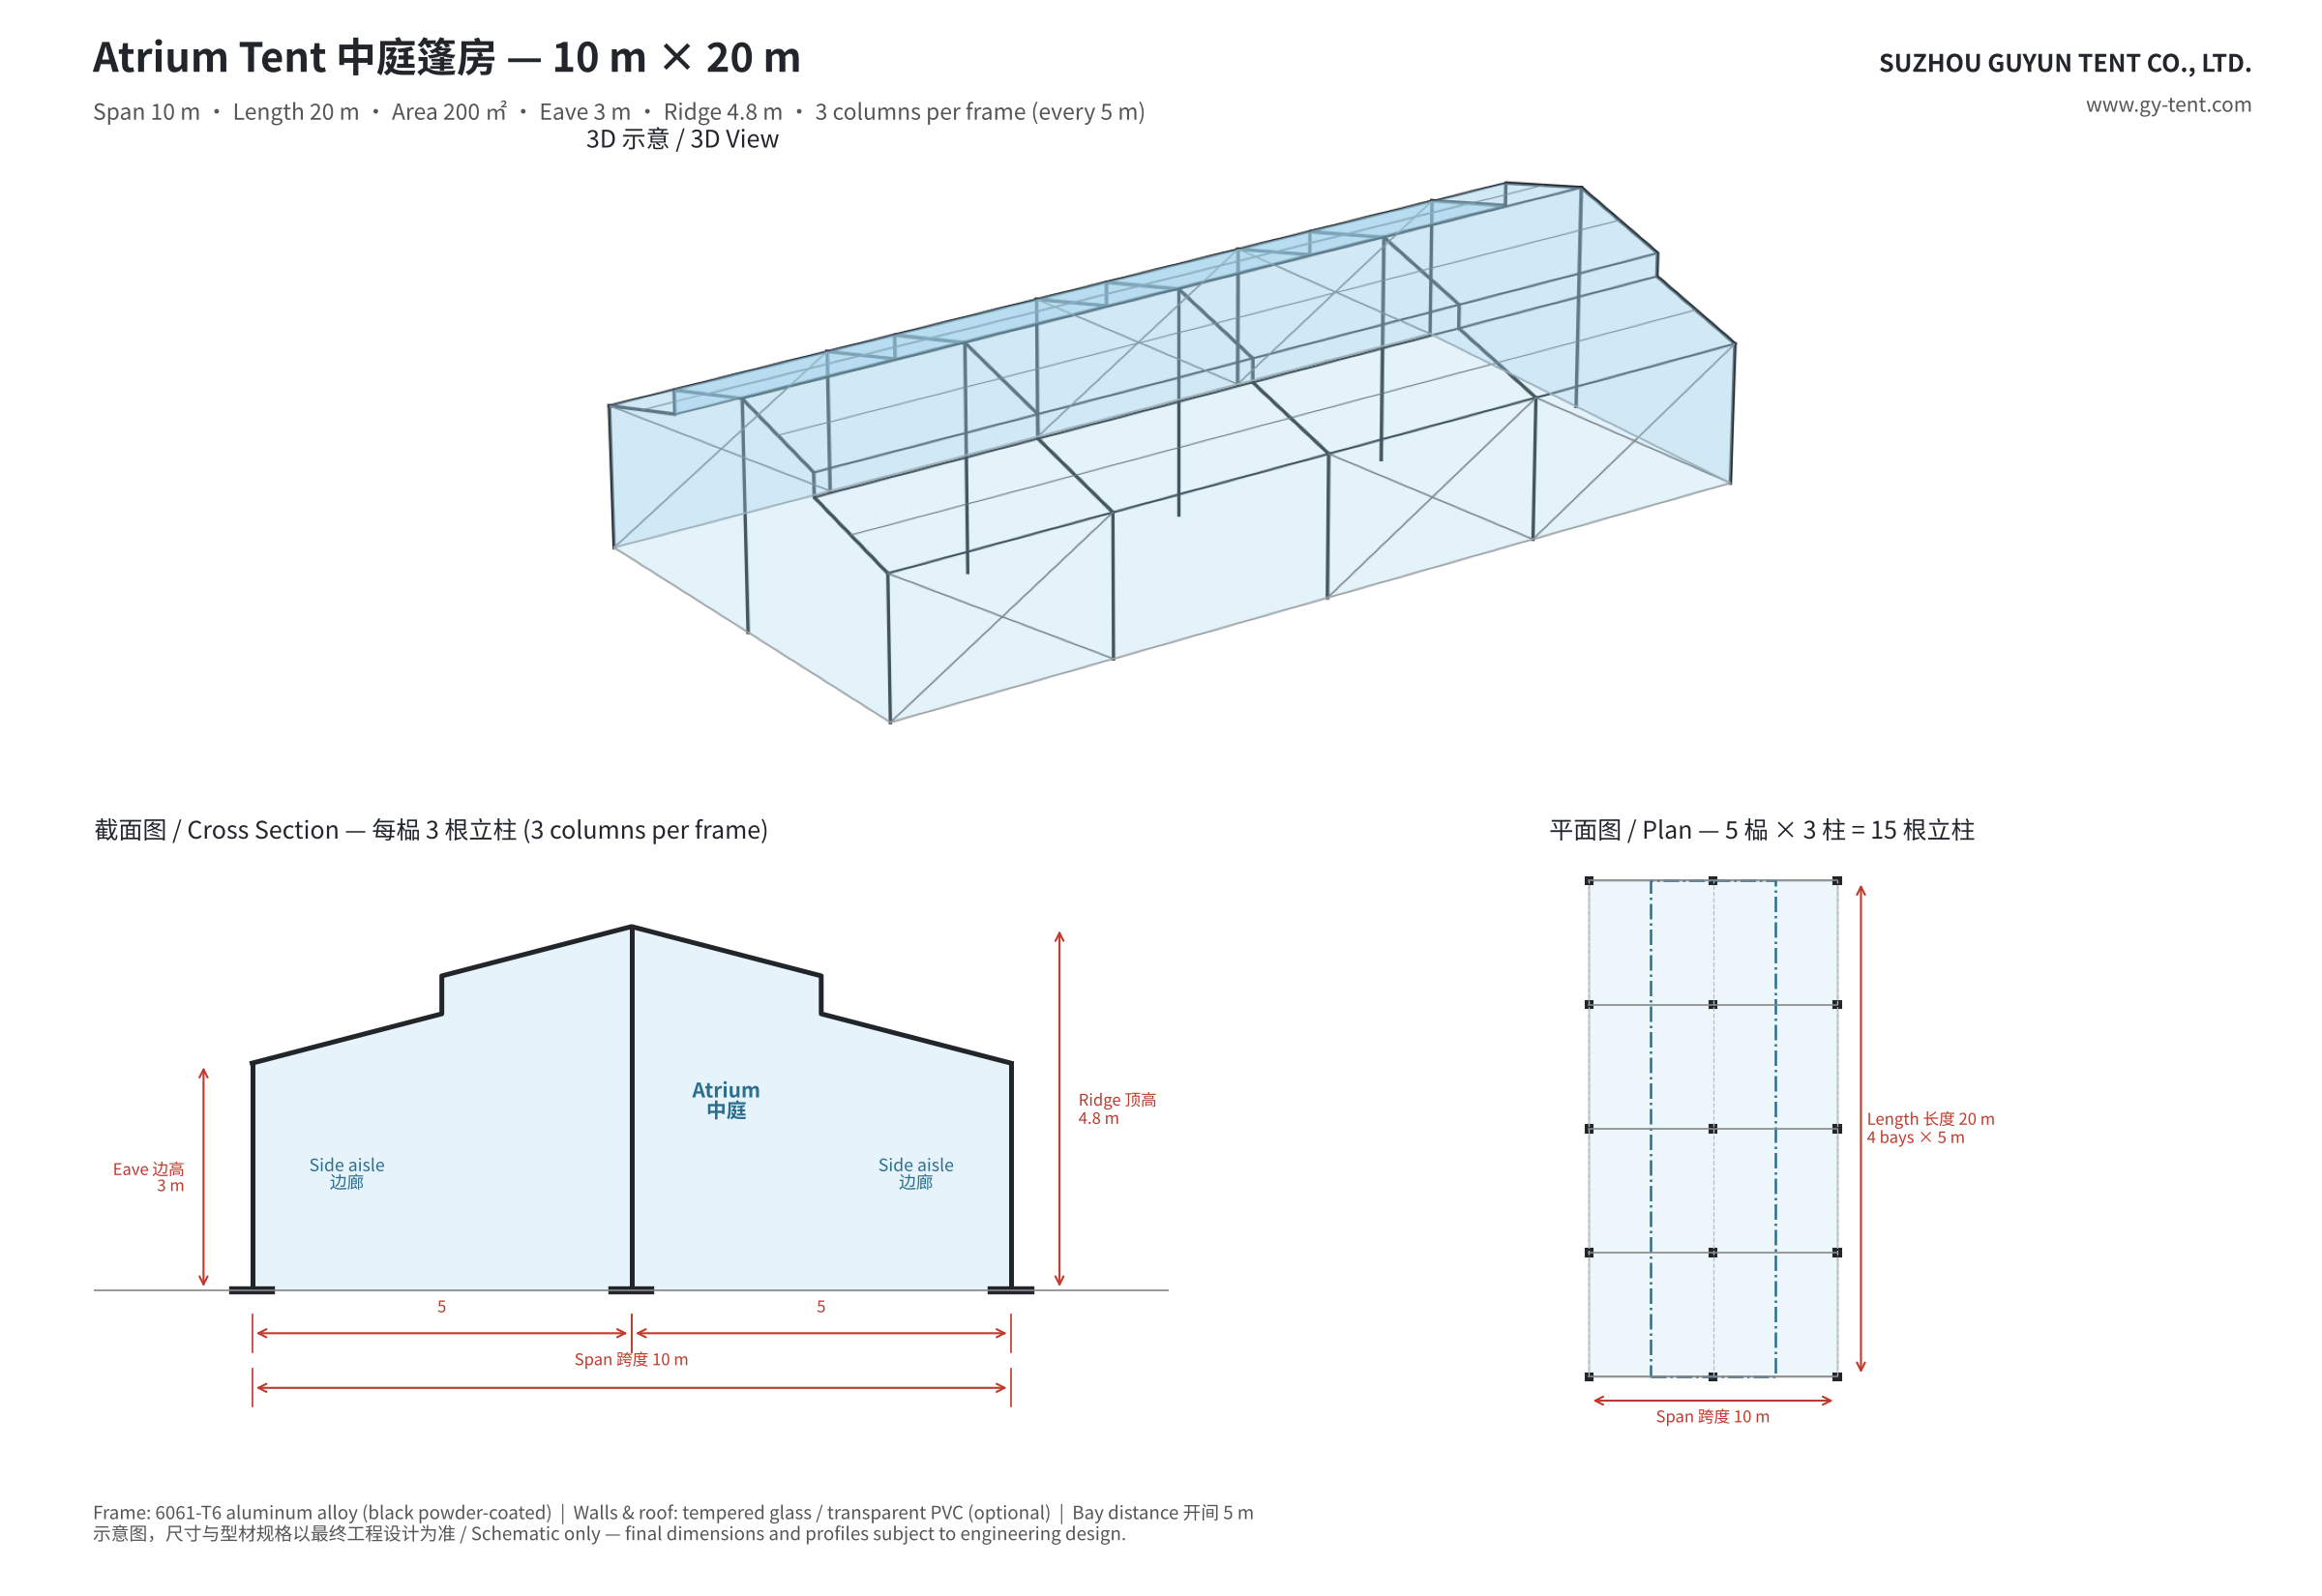 Atrium Tent 中庭篷房 — 10 m × 20 m
SUZHOU GUYUN TENT CO., LTD.
www.gy-tent.com
Span 10 m · Length 20 m · Area 200 ㎡ · Eave 3 m · Ridge 4.8 m · 3 columns per frame (every 5 m)
3D 示意 / 3D View
截面图 / Cross Section — 每榀 3 根立柱 (3 columns per frame)
Atrium
中庭
Side aisle
边廊
Side aisle
边廊
Eave 边高
3 m
Ridge 顶高
4.8 m
5
5
Span 跨度 10 m
平面图 / Plan — 5 榀 × 3 柱 = 15 根立柱
Length 长度 20 m
4 bays × 5 m
Span 跨度 10 m
Frame: 6061-T6 aluminum alloy (black powder-coated) | Walls & roof: tempered glass / transparent PVC (optional) | Bay distance 开间 5 m
示意图，尺寸与型材规格以最终工程设计为准 / Schematic only — final dimensions and profiles subject to engineering design.